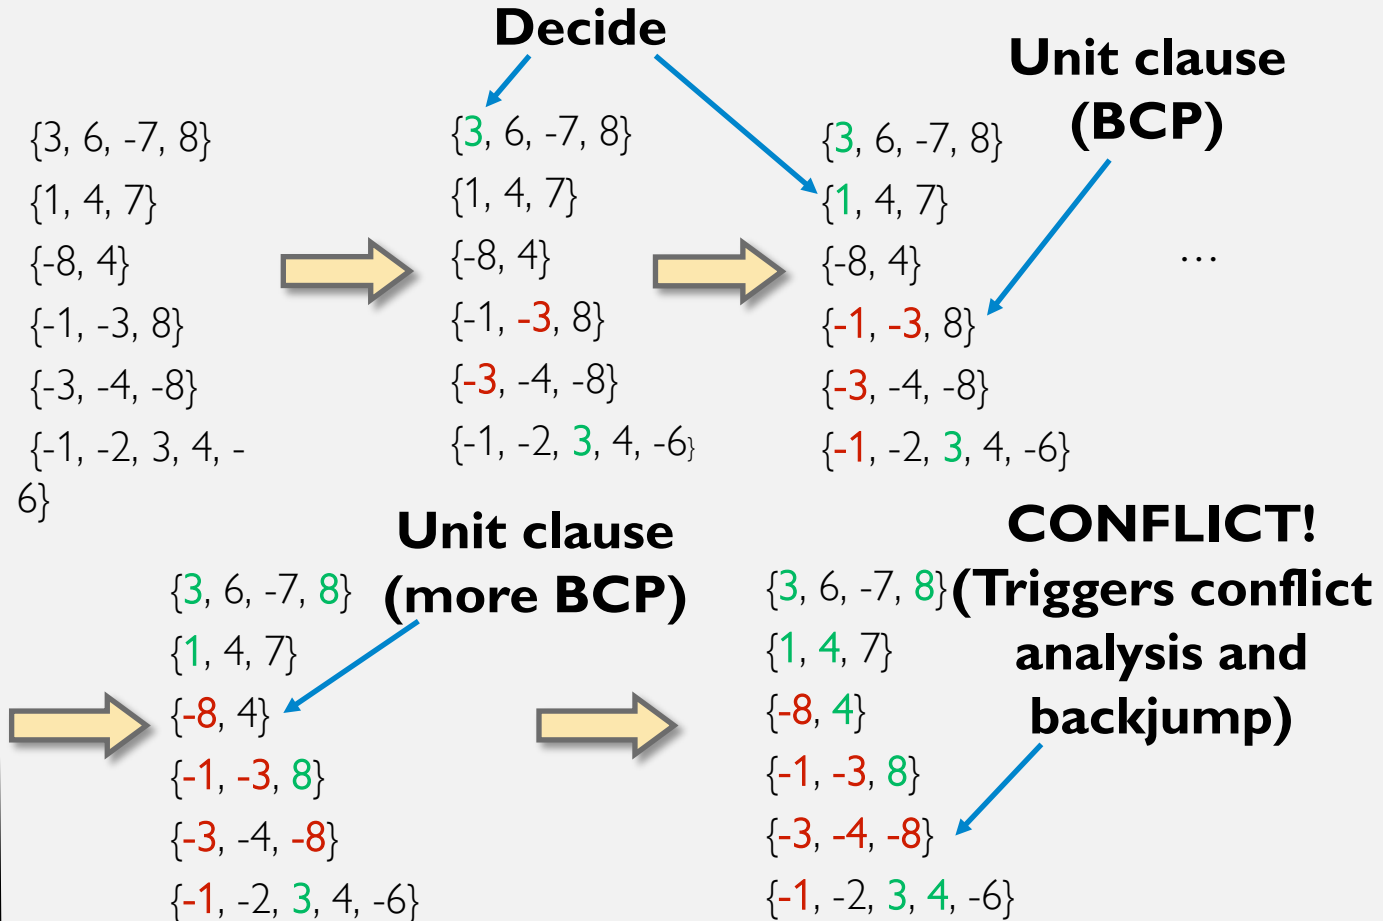 Decide
Unit clause
(BCP)
{3, 6, -7, 8}
{1, 4, 7}
{-8, 4}
{-1, -3, 8}
{-3, -4, -8}
{-1, -2, 3, 4, -
6}
{3, 6, -7, 8}
{1, 4, 7}
{-8, 4}
{-1, -3, 8}
{-3, -4, -8}
{-1, -2, 3, 4, -6}
{3, 6, -7, 8}
{1, 4, 7}
{-8, 4}
{-1, -3, 8}
{-3, -4, -8}
{-1, -2, 3, 4, -6}
...
Unit clause
(more BCP)
{3, 6, -7, 8}
{1, 4, 7}
{-8, 4}
{-1, -3, 8}
{-3, -4, -8}
{-1, -2, 3, 4, -6}
CONFLICT!
(Triggers conflict
analysis and
backjump)
{3, 6, -7, 8}
{1, 4, 7}
{-8, 4}
{-1, -3, 8}
{-3, -4, -8}
{-1, -2, 3, 4, -6}